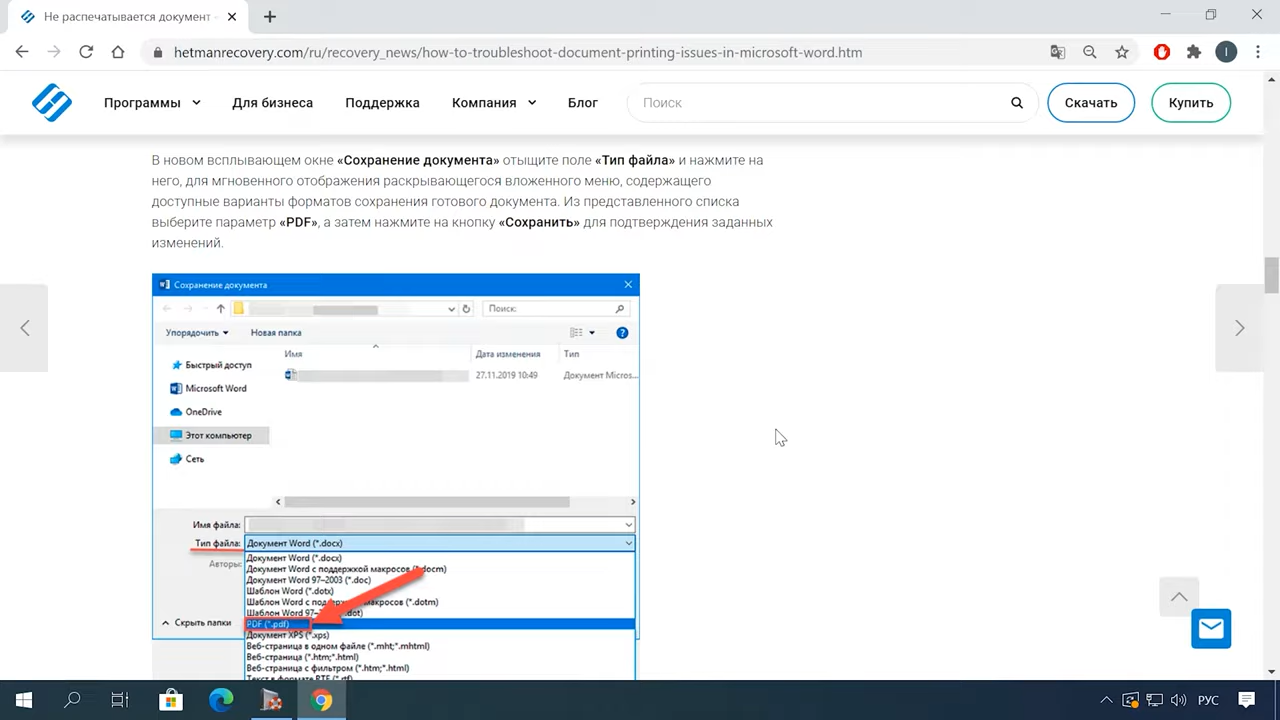 Не распечатывается документ
hetmanrecovery.com/ru/recovery_news/how-to-troubleshoot-document-printing-issues-in-microsoft-word.htm
I
Программы Для бизнеса Поддержка Компания Блог Поиск Скачать Купить
В новом всплывающем окне «Сохранение документа» отыщите поле «Тип файла» и нажмите на
него, для мгновенного отображения раскрывающегося вложенного меню, содержащего
доступные варианты форматов сохранения готового документа. Из представленного списка
выберите параметр «PDF», а затем нажмите на кнопку «Сохранить» для подтверждения заданных
изменений.
Сохранение документа
Поиск:
Упорядочить Новая папка
Имя Дата изменения Тип
27.11.2019 10:49 Документ Micros...
Быстрый доступ
Microsoft Word
OneDrive
Этот компьютер
Сеть
Имя файла:
Тип файла: Документ Word (*.docx)
Авторы:
Документ Word (*.docx)
Документ Word с поддержкой макросов (*.docm)
Документ Word 97–2003 (*.doc)
Шаблон Word (*.dotx)
Шаблон Word с макросов (*.dotm)
Шаблон Word
Скрыть папки
PDF (*.pdf)
Документ XPS (*.xps)
Веб-страница в одном файле (*.mht;*.mhtml)
Веб-страница (*.htm;*.html)
Веб-страница с фильтром (*.htm;*.html)
Текст в формате RTF (*.rtf)
РУС